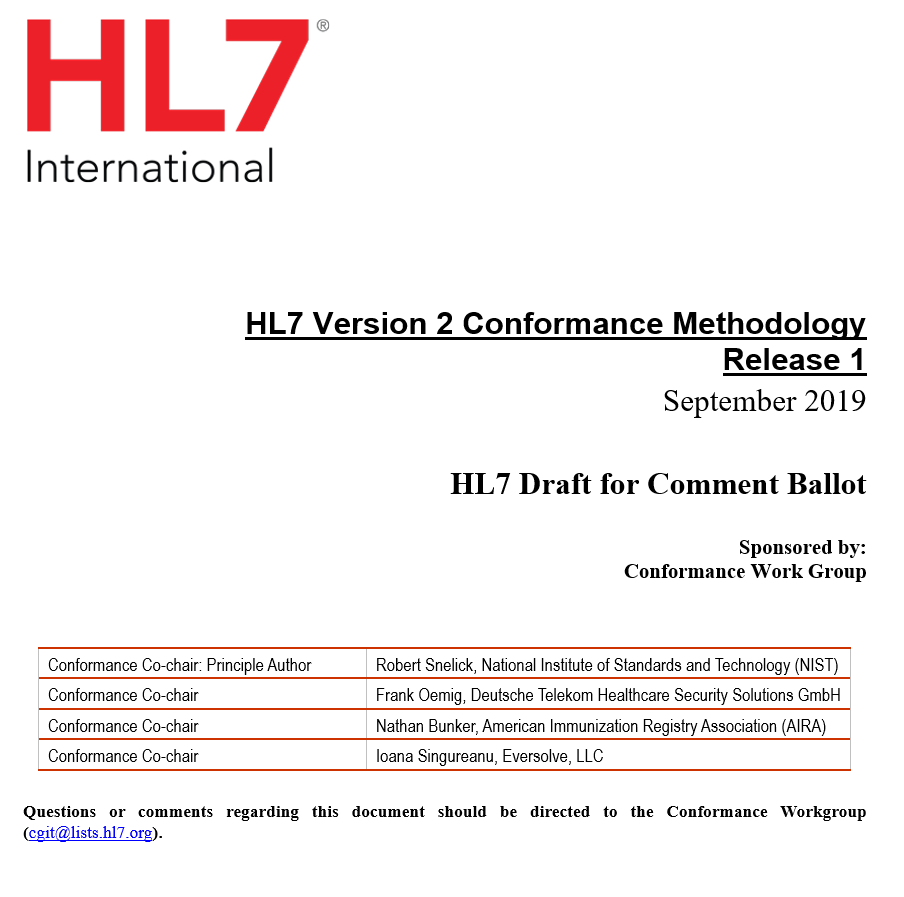 HL7®
International
HL7 Version 2 Conformance Methodology
Release 1
September 2019
HL7 Draft for Comment Ballot
Sponsored by:
Conformance Work Group
Conformance Co-chair: Principle Author Robert Snelick, National Institute of Standards and Technology (NIST)
Conformance Co-chair Frank Oemig, Deutsche Telekom Healthcare Security Solutions GmbH
Conformance Co-chair Nathan Bunker, American Immunization Registry Association (AIRA)
Conformance Co-chair Ioana Singureanu, Eversolve, LLC
Questions or comments regarding this document should be directed to the Conformance Workgroup
(cgit@lists.hl7.org).